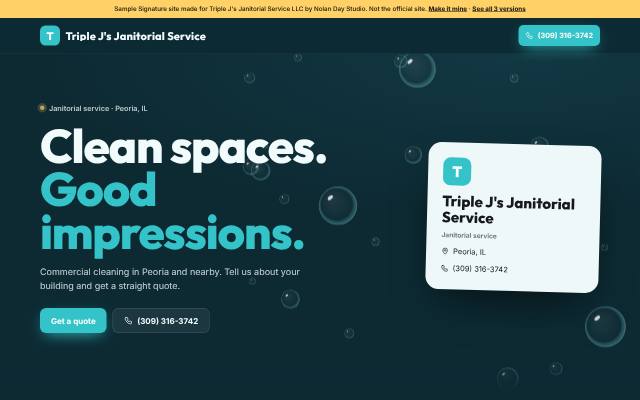 Sample Signature site made for Triple J's Janitorial Service LLC by Nolan Day Studio. Not the official site. Make it mine · See all 3 versions
T Triple J's Janitorial Service
(309) 316-3742
Janitorial service · Peoria, IL
Clean spaces.
Good
impressions.
Commercial cleaning in Peoria and nearby. Tell us about your
building and get a straight quote.
Get a quote
(309) 316-3742
T
Triple J's Janitorial
Service
Janitorial service
Peoria, IL
(309) 316-3742